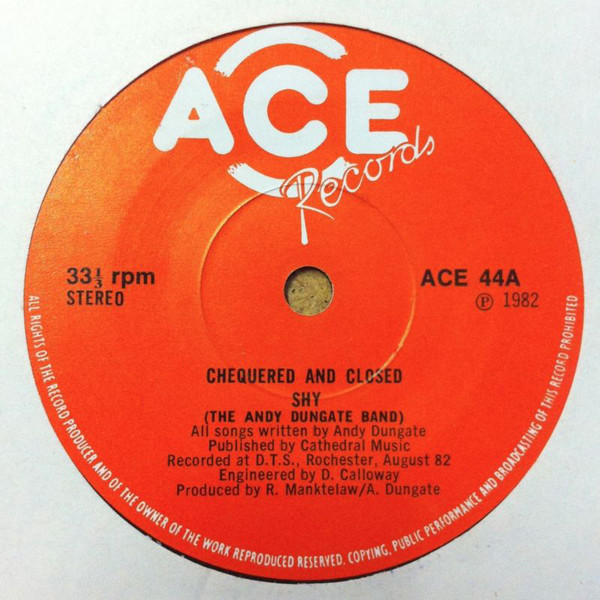 ACE
Records
33⅓ rpm
STEREO
ACE 44A
Ⓟ 1982
CHEQUERED AND CLOSED
SHY
(THE ANDY DUNGATE BAND)
All songs written by Andy Dungate
Published by Cathedral Music
Recorded at D.T.S., Rochester, August 82
Engineered by D. Calloway
Produced by R. Manktelaw/A. Dungate
ALL RIGHTS OF THE RECORD PRODUCER AND OF THE OWNER OF THE WORK REPRODUCED RESERVED. COPYING, PUBLIC PERFORMANCE AND BROADCASTING OF THIS RECORD PROHIBITED